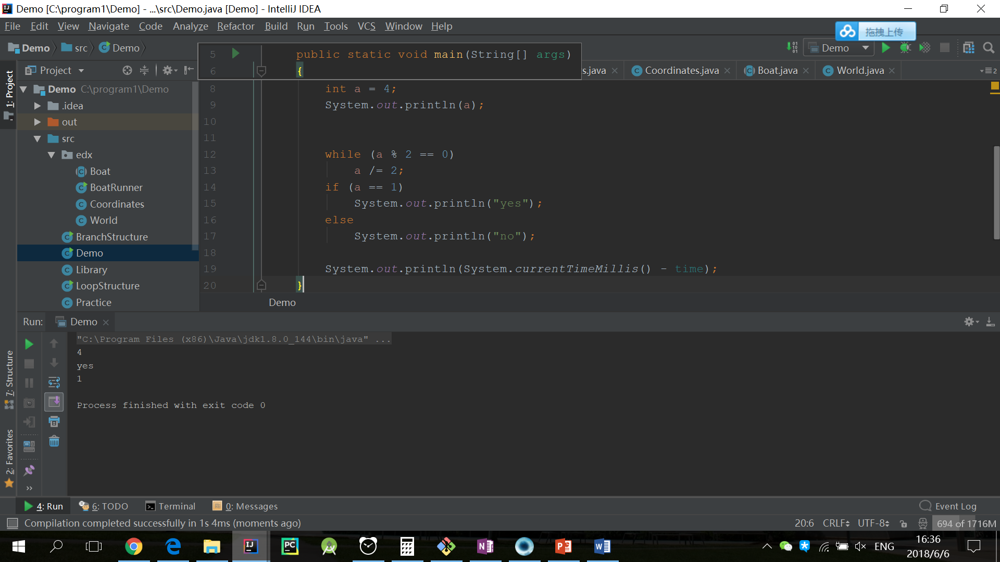 Demo [C:\program1\Demo] - ...\src\Demo.java [Demo] - IntelliJ IDEA
File Edit View Navigate Code Analyze Refactor Build Run Tools VCS Window Help
拖拽上传
Demo src Demo
Demo
Project
s.java Coordinates.java Boat.java World.java
2
1: Project
Demo C:\program1\Demo
.idea
out
src
edx
Boat
BoatRunner
Coordinates
World
BranchStructure
Demo
Library
LoopStructure
Practice
5 public static void main(String[] args)
6 {
8 int a = 4;
9 System.out.println(a);
10
11
12 while (a % 2 == 0)
13 a /= 2;
14 if (a == 1)
15 System.out.println("yes");
16 else
17 System.out.println("no");
18
19 System.out.println(System.currentTimeMillis() - time);
20 }
Demo
Run: Demo
7: Structure
2: Favorites
"C:\Program Files (x86)\Java\jdk1.8.0_144\bin\java" ...
4
yes
1
Process finished with exit code 0
4: Run 6: TODO Terminal 0: Messages Event Log
Compilation completed successfully in 1s 4ms (moments ago) 20:6 CRLF UTF-8 694 of 1716M
ENG
16:36
2018/6/6